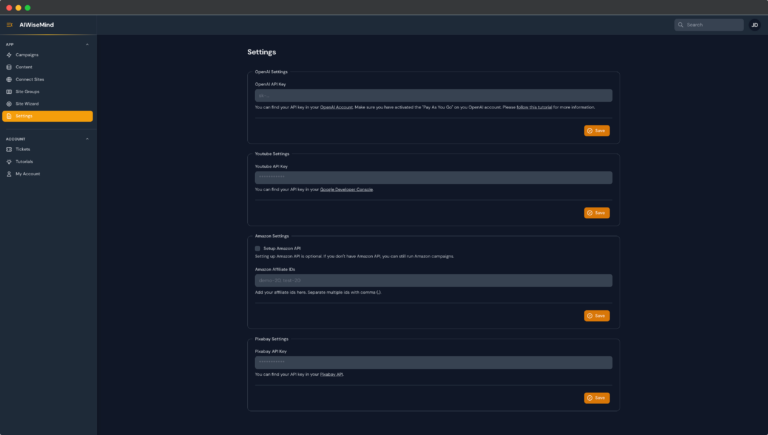 AIWiseMind
Search
JD
APP
Campaigns
Content
Connect Sites
Site Groups
Site Wizard
Settings
ACCOUNT
Tickets
Tutorials
My Account
Settings
OpenAI Settings
OpenAI API Key
You can find your API key in your OpenAI Account. Make sure you have activated the "Pay As You Go" on you OpenAI account. Please follow this tutorial for more information.
Save
Youtube Settings
Youtube API Key
You can find your API key in your Google Developer Console
Save
Amazon Settings
Setup Amazon API
Setting up Amazon API is optional. If you don't have Amazon API, you can still run Amazon campaigns.
Amazon Affiliate IDs
Add your affiliate ids here. Separate multiple ids with comma (,)
Save
Pixabay Settings
Pixabay API Key
You can find your API key in your Pixabay API.
Save